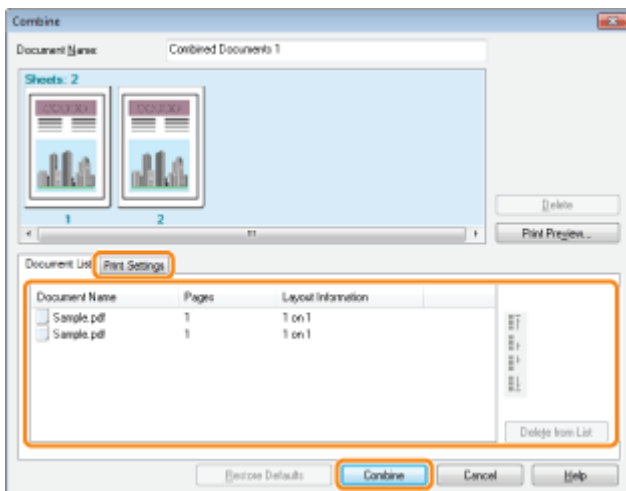 Combine
Document Name: Combined Documents 1
Sheets: 2
1 2
Delete
Print Preview...
Document List Print Settings
Document Name Pages Layout Information
Sample.pdf 1 1 on 1
Sample.pdf 1 1 on 1
Delete from List
Restore Defaults Combine Cancel Help